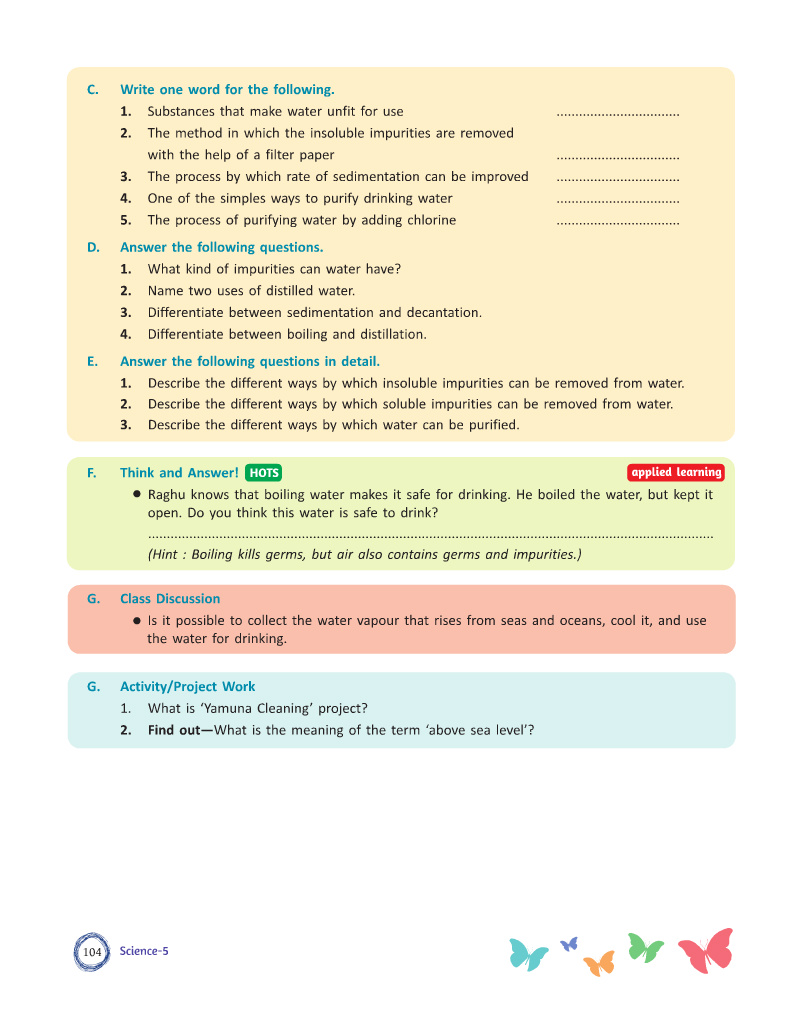 C. Write one word for the following.
1. Substances that make water unfit for use .................................
2. The method in which the insoluble impurities are removed
with the help of a filter paper .................................
3. The process by which rate of sedimentation can be improved .................................
4. One of the simples ways to purify drinking water .................................
5. The process of purifying water by adding chlorine .................................
D. Answer the following questions.
1. What kind of impurities can water have?
2. Name two uses of distilled water.
3. Differentiate between sedimentation and decantation.
4. Differentiate between boiling and distillation.
E. Answer the following questions in detail.
1. Describe the different ways by which insoluble impurities can be removed from water.
2. Describe the different ways by which soluble impurities can be removed from water.
3. Describe the different ways by which water can be purified.
F. Think and Answer! HOTS applied learning
● Raghu knows that boiling water makes it safe for drinking. He boiled the water, but kept it
open. Do you think this water is safe to drink?
.......................................................................................................................................................
(Hint : Boiling kills germs, but air also contains germs and impurities.)
G. Class Discussion
● Is it possible to collect the water vapour that rises from seas and oceans, cool it, and use
the water for drinking.
G. Activity/Project Work
1. What is ‘Yamuna Cleaning’ project?
2. Find out—What is the meaning of the term ‘above sea level’?
104 Science-5